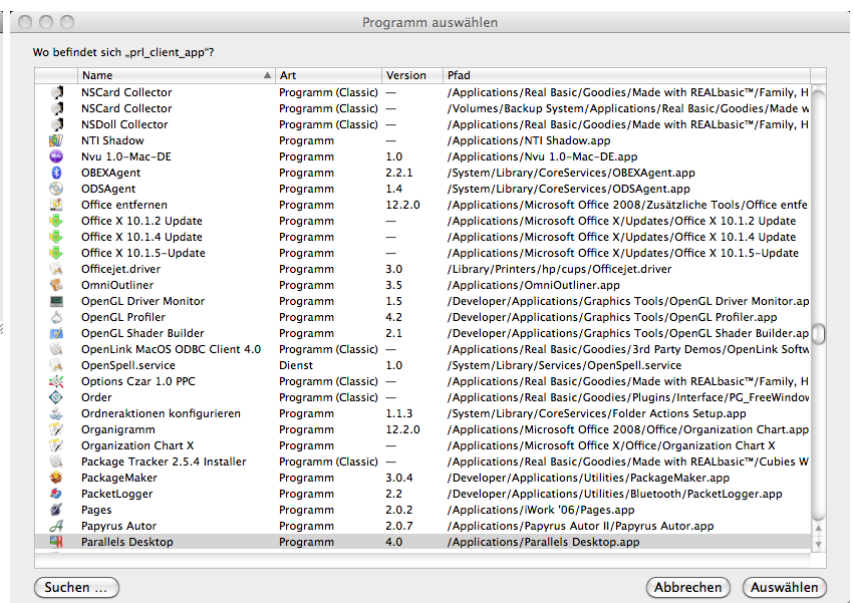 Programm auswählen
Wo befindet sich „prl_client_app“?
Name Art Version Pfad
NSCard Collector Programm (Classic) — /Applications/Real Basic/Goodies/Made with REALbasic™/Family, H
NSCard Collector Programm (Classic) — /Volumes/Backup System/Applications/Real Basic/Goodies/Made w
NSDoll Collector Programm (Classic) — /Applications/Real Basic/Goodies/Made with REALbasic™/Family, H
NTI Shadow Programm — /Applications/NTI Shadow.app
Nvu 1.0-Mac-DE Programm 1.0 /Applications/Nvu 1.0-Mac-DE.app
OBEXAgent Programm 2.2.1 /System/Library/CoreServices/OBEXAgent.app
ODSAgent Programm 1.4 /System/Library/CoreServices/ODSAgent.app
Office entfernen Programm 12.2.0 /Applications/Microsoft Office 2008/Zusätzliche Tools/Office entfe
Office X 10.1.2 Update Programm — /Applications/Microsoft Office X/Updates/Office X 10.1.2 Update
Office X 10.1.4 Update Programm — /Applications/Microsoft Office X/Updates/Office X 10.1.4 Update
Office X 10.1.5-Update Programm — /Applications/Microsoft Office X/Updates/Office X 10.1.5-Update
Officejet.driver Programm 3.0 /Library/Printers/hp/cups/Officejet.driver
OmniOutliner Programm 3.5 /Applications/OmniOutliner.app
OpenGL Driver Monitor Programm 1.5 /Developer/Applications/Graphics Tools/OpenGL Driver Monitor.ap
OpenGL Profiler Programm 4.2 /Developer/Applications/Graphics Tools/OpenGL Profiler.app
OpenGL Shader Builder Programm 2.1 /Developer/Applications/Graphics Tools/OpenGL Shader Builder.ap
OpenLink MacOS ODBC Client 4.0 Programm (Classic) — /Applications/Real Basic/Goodies/3rd Party Demos/OpenLink Softw
OpenSpell.service Dienst 1.0 /System/Library/Services/OpenSpell.service
Options Czar 1.0 PPC Programm (Classic) — /Applications/Real Basic/Goodies/Made with REALbasic™/Family, H
Order Programm (Classic) — /Applications/Real Basic/Goodies/Plugins/Interface/PG_FreeWindow
Ordneraktionen konfigurieren Programm 1.1.3 /System/Library/CoreServices/Folder Actions Setup.app
Organigramm Programm 12.2.0 /Applications/Microsoft Office 2008/Office/Organization Chart.app
Organization Chart X Programm — /Applications/Microsoft Office X/Office/Organization Chart X
Package Tracker 2.5.4 Installer Programm (Classic) — /Applications/Real Basic/Goodies/Made with REALbasic™/Cubies W
PackageMaker Programm 3.0.4 /Developer/Applications/Utilities/PackageMaker.app
PacketLogger Programm 2.2 /Developer/Applications/Utilities/Bluetooth/PacketLogger.app
Pages Programm 2.0.2 /Applications/iWork '06/Pages.app
Papyrus Autor Programm 2.0.7 /Applications/Papyrus Autor II/Papyrus Autor.app
Parallels Desktop Programm 4.0 /Applications/Parallels Desktop.app
Suchen ... Abbrechen Auswählen